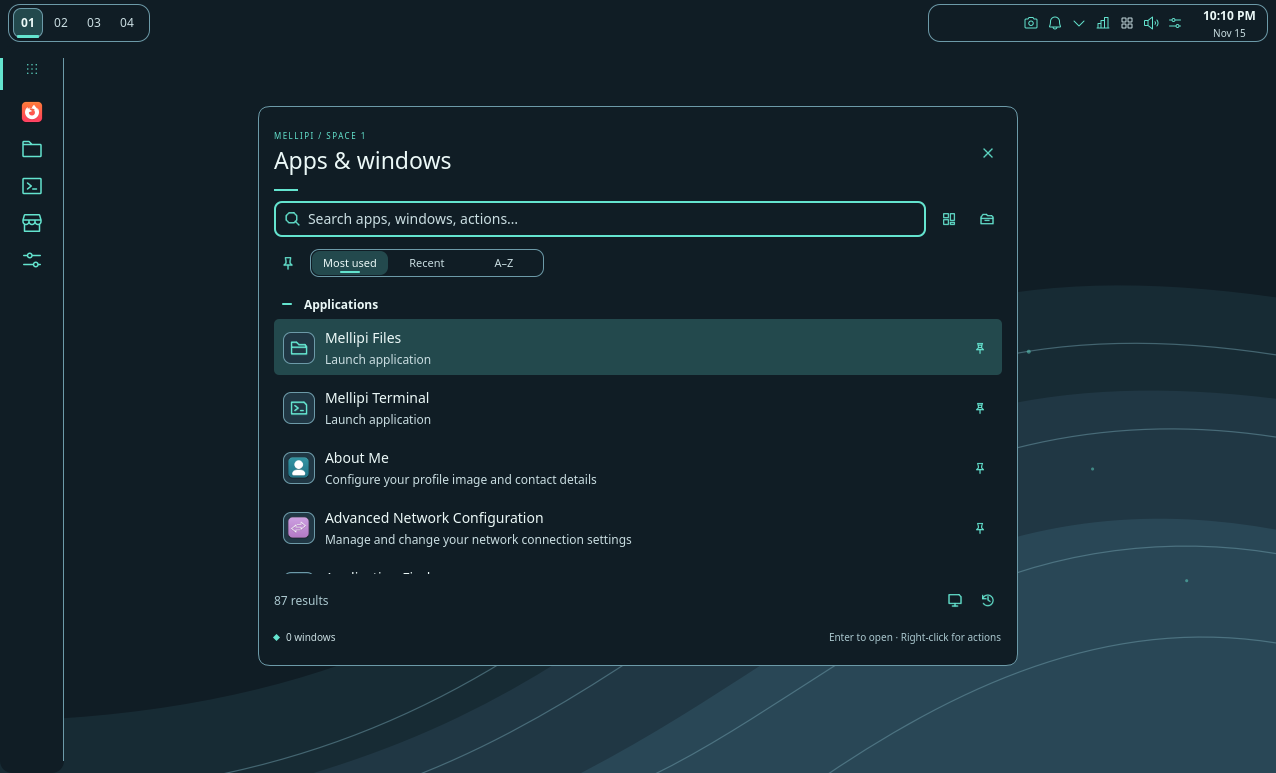 01 02 03 04
10:10 PM
Nov 15
MELLIPI / SPACE 1
Apps & windows
Search apps, windows, actions...
Most used Recent A–Z
Applications
Mellipi Files
Launch application
Mellipi Terminal
Launch application
About Me
Configure your profile image and contact details
Advanced Network Configuration
Manage and change your network connection settings
87 results
0 windows
Enter to open · Right-click for actions